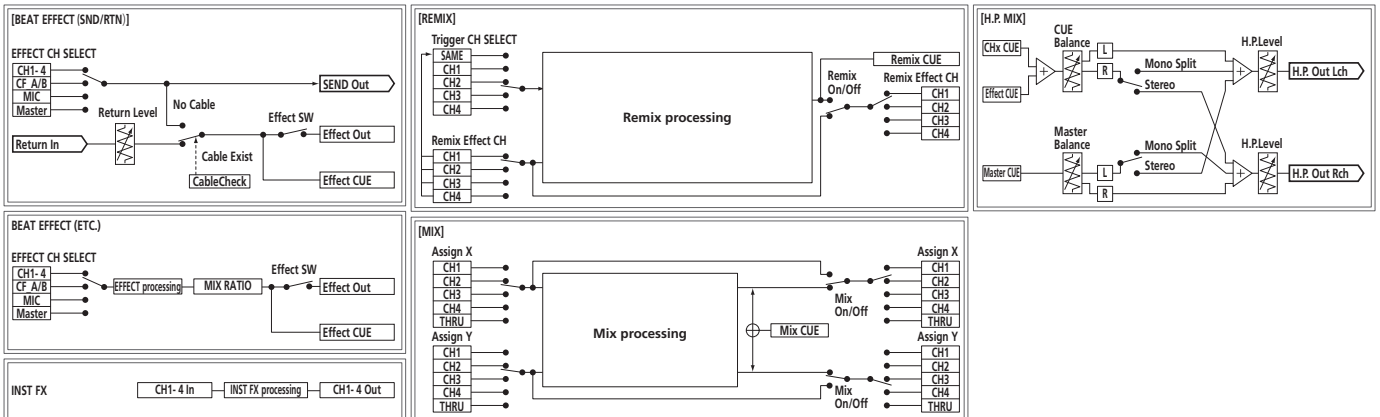 [BEAT EFFECT (SND/RTN)]
EFFECT CH SELECT
CH1- 4
CF_A/B
MIC
Master
SEND Out
No Cable
Return Level
Effect SW
Return In
Effect Out
Cable Exist
CableCheck
Effect CUE
BEAT EFFECT (ETC.)
EFFECT CH SELECT
CH1- 4
CF_A/B
MIC
Master
EFFECT processing
MIX RATIO
Effect SW
Effect Out
Effect CUE
INST FX
CH1- 4 In
INST FX processing
CH1- 4 Out
[REMIX]
Trigger CH SELECT
SAME
CH1
CH2
CH3
CH4
Remix Effect CH
CH1
CH2
CH3
CH4
Remix processing
Remix
On/Off
Remix CUE
Remix Effect CH
CH1
CH2
CH3
CH4
[MIX]
Assign X
CH1
CH2
CH3
CH4
THRU
Assign Y
CH1
CH2
CH3
CH4
THRU
Mix processing
Mix CUE
Mix
On/Off
Mix
On/Off
Assign X
CH1
CH2
CH3
CH4
THRU
Assign Y
CH1
CH2
CH3
CH4
THRU
[H.P. MIX]
CHx CUE
Effect CUE
+
CUE
Balance
L
R
Mono Split
Stereo
+
H.P.Level
H.P. Out Lch
Master CUE
Master
Balance
L
R
Mono Split
Stereo
+
H.P.Level
H.P. Out Rch